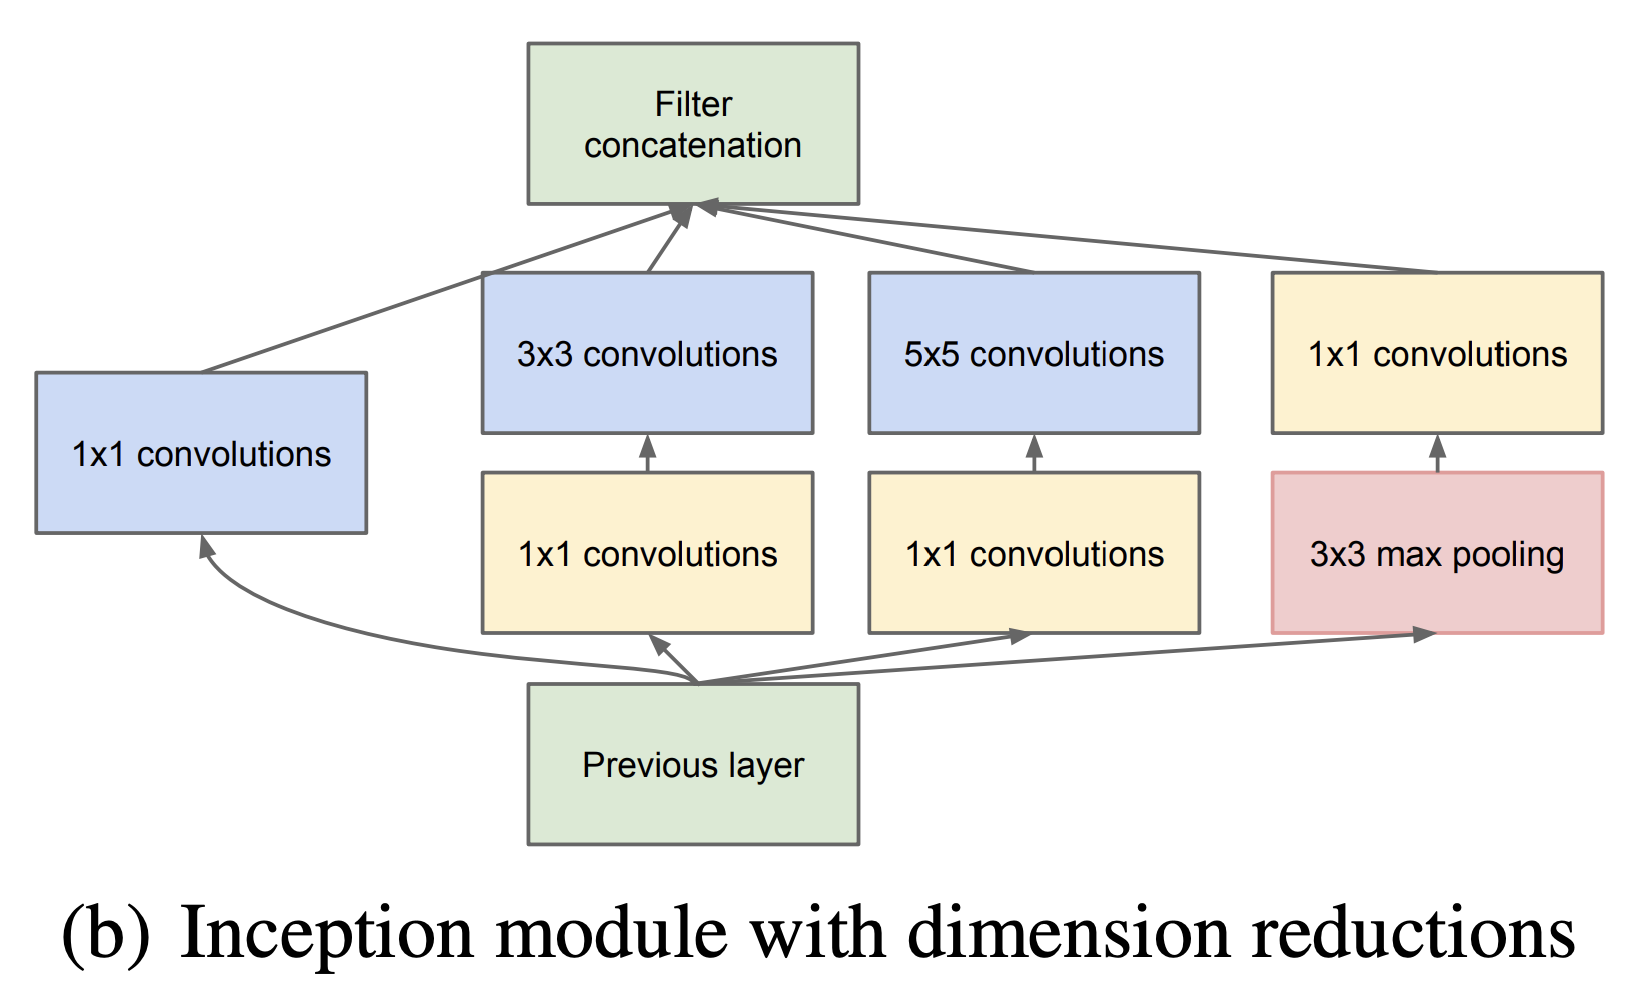 Filter
concatenation
3x3 convolutions
5x5 convolutions
1x1 convolutions
1x1 convolutions
1x1 convolutions
1x1 convolutions
3x3 max pooling
Previous layer
(b) Inception module with dimension reductions